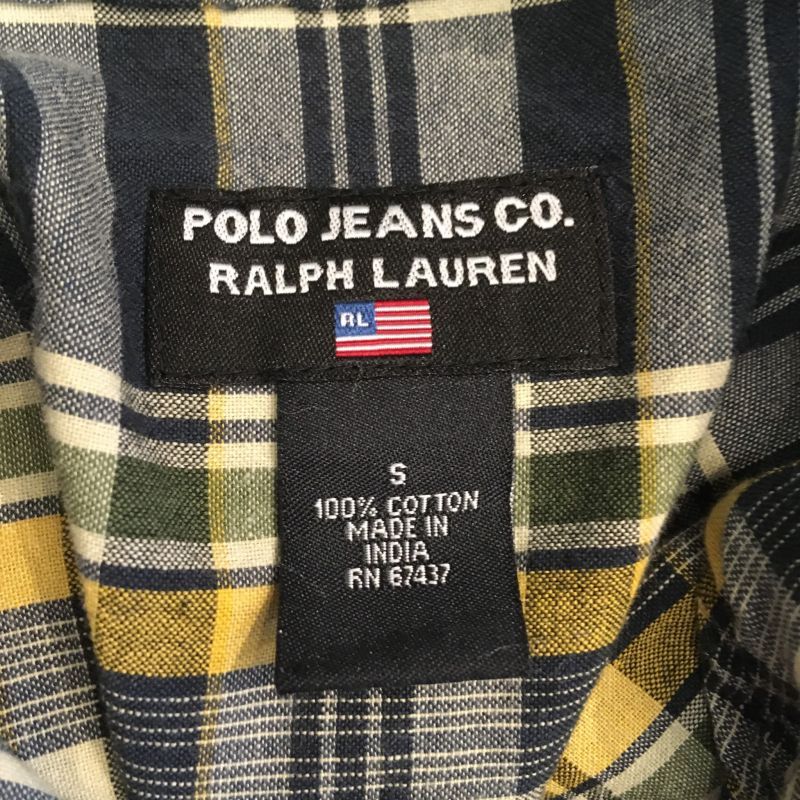 POLO JEANS CO.
RALPH LAUREN
RL
S
100% COTTON
MADE IN
INDIA
RN 67437